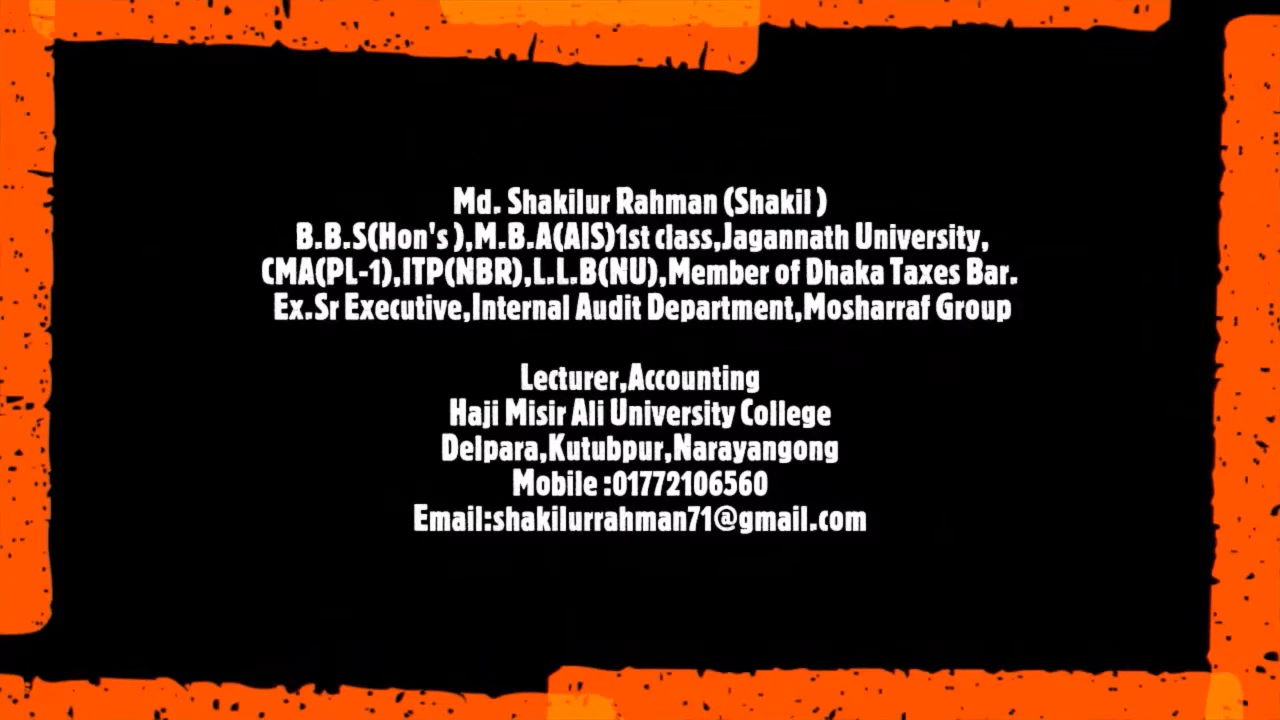 Md. Shakilur Rahman (Shakil )
B.B.S(Hon's ),M.B.A(AIS)1st class,Jagannath University,
CMA(PL-1),ITP(NBR),L.L.B(NU),Member of Dhaka Taxes Bar.
Ex.Sr Executive,Internal Audit Department,Mosharraf Group
Lecturer,Accounting
Haji Misir Ali University College
Delpara,Kutubpur,Narayangong
Mobile :01772106560
Email:shakilurrahman71@gmail.com